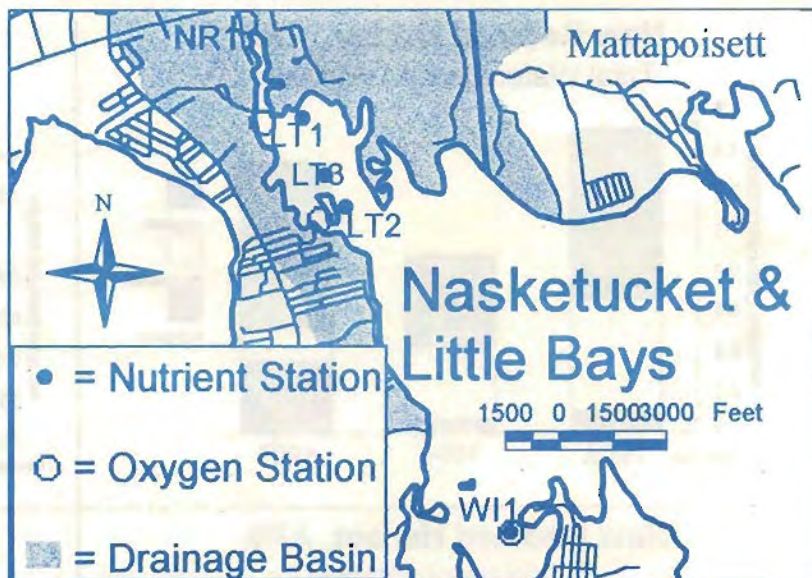 NR1
Mattapoisett
LT1
LT3
LT2
N
Nasketucket &
Little Bays
1500 0 15003000 Feet
= Nutrient Station
= Oxygen Station
= Drainage Basin
WI1